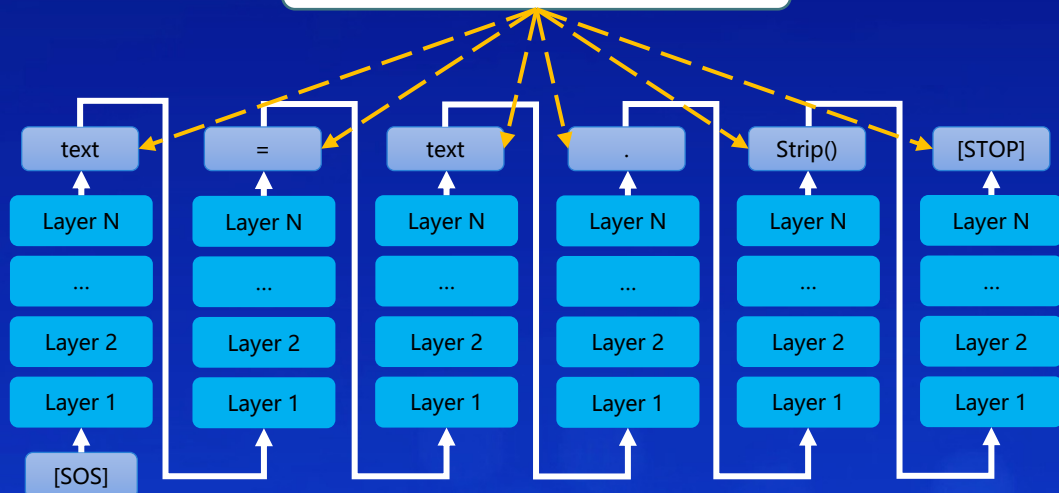 text
=
text
.
Strip()
[STOP]
Layer N
Layer N
Layer N
Layer N
Layer N
Layer N
...
...
...
...
...
...
Layer 2
Layer 2
Layer 2
Layer 2
Layer 2
Layer 2
Layer 1
Layer 1
Layer 1
Layer 1
Layer 1
Layer 1
[SOS]